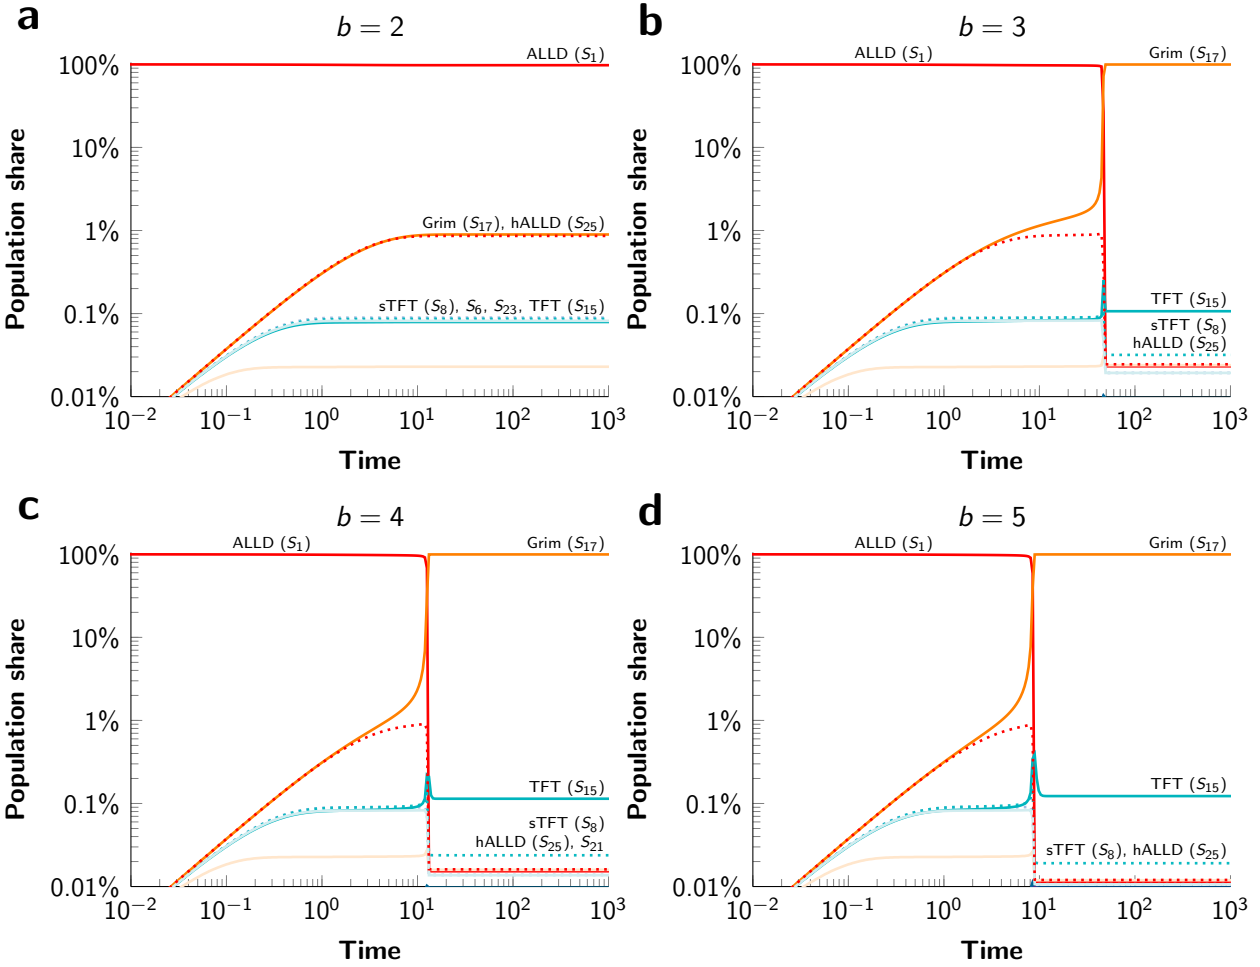 a
b = 2
ALLD (S₁)
100%
10%
1%
0.1%
0.01%
Population share
Grim (S₁₇), hALLD (S₂₅)
sTFT (S₈), S₆, S₂₃, TFT (S₁₅)
10⁻² 10⁻¹ 10⁰ 10¹ 10² 10³
Time
b
b = 3
ALLD (S₁) Grim (S₁₇)
100%
10%
1%
0.1%
0.01%
Population share
TFT (S₁₅)
sTFT (S₈)
hALLD (S₂₅)
10⁻² 10⁻¹ 10⁰ 10¹ 10² 10³
Time
c
b = 4
ALLD (S₁) Grim (S₁₇)
100%
10%
1%
0.1%
0.01%
Population share
TFT (S₁₅)
sTFT (S₈)
hALLD (S₂₅), S₂₁
10⁻² 10⁻¹ 10⁰ 10¹ 10² 10³
Time
d
b = 5
ALLD (S₁) Grim (S₁₇)
100%
10%
1%
0.1%
0.01%
Population share
TFT (S₁₅)
sTFT (S₈), hALLD (S₂₅)
10⁻² 10⁻¹ 10⁰ 10¹ 10² 10³
Time